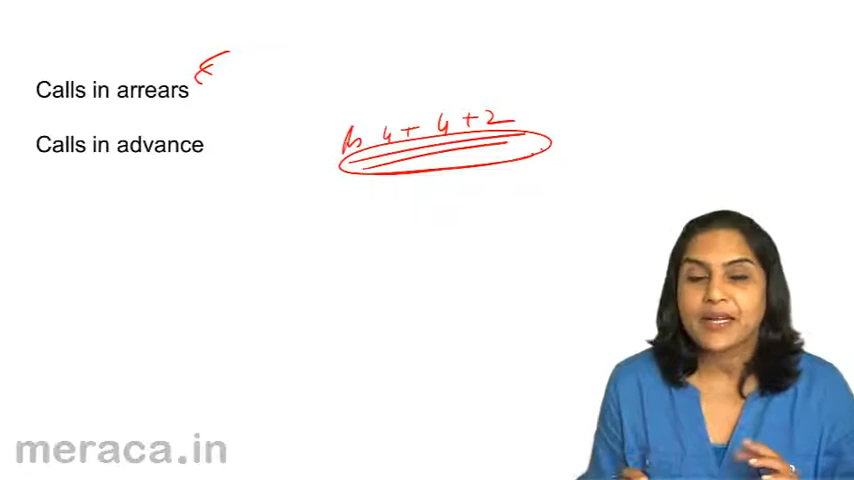 Calls in arrears
Rs 4 + 4 + 2
Calls in advance
meraca.in